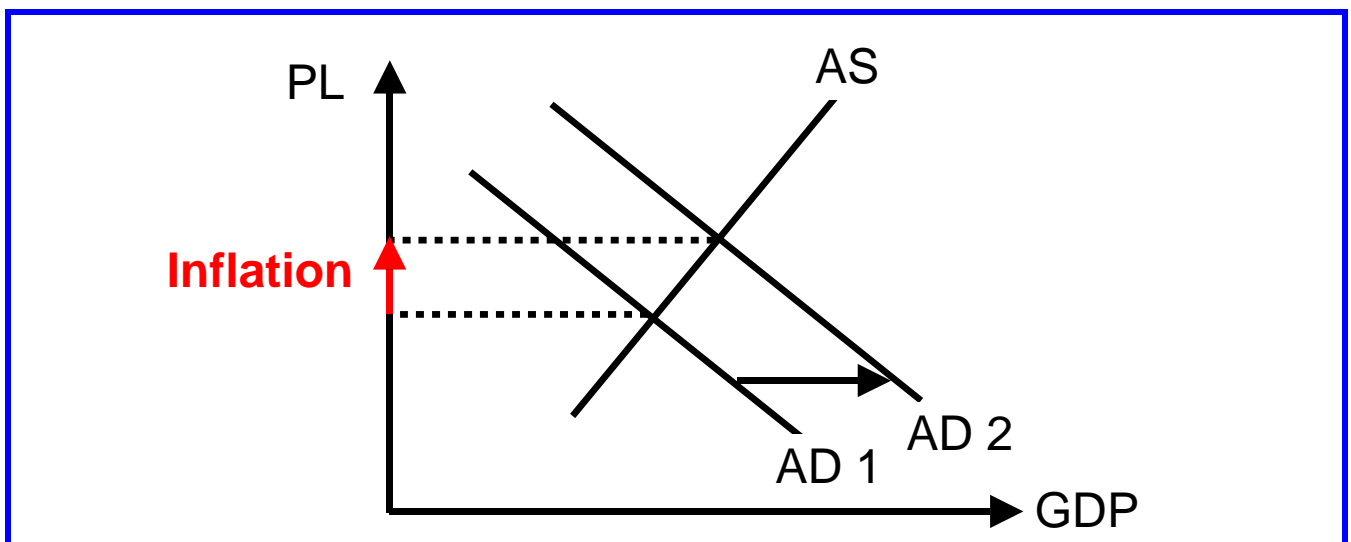 PL
AS
Inflation
AD 2
AD 1
GDP